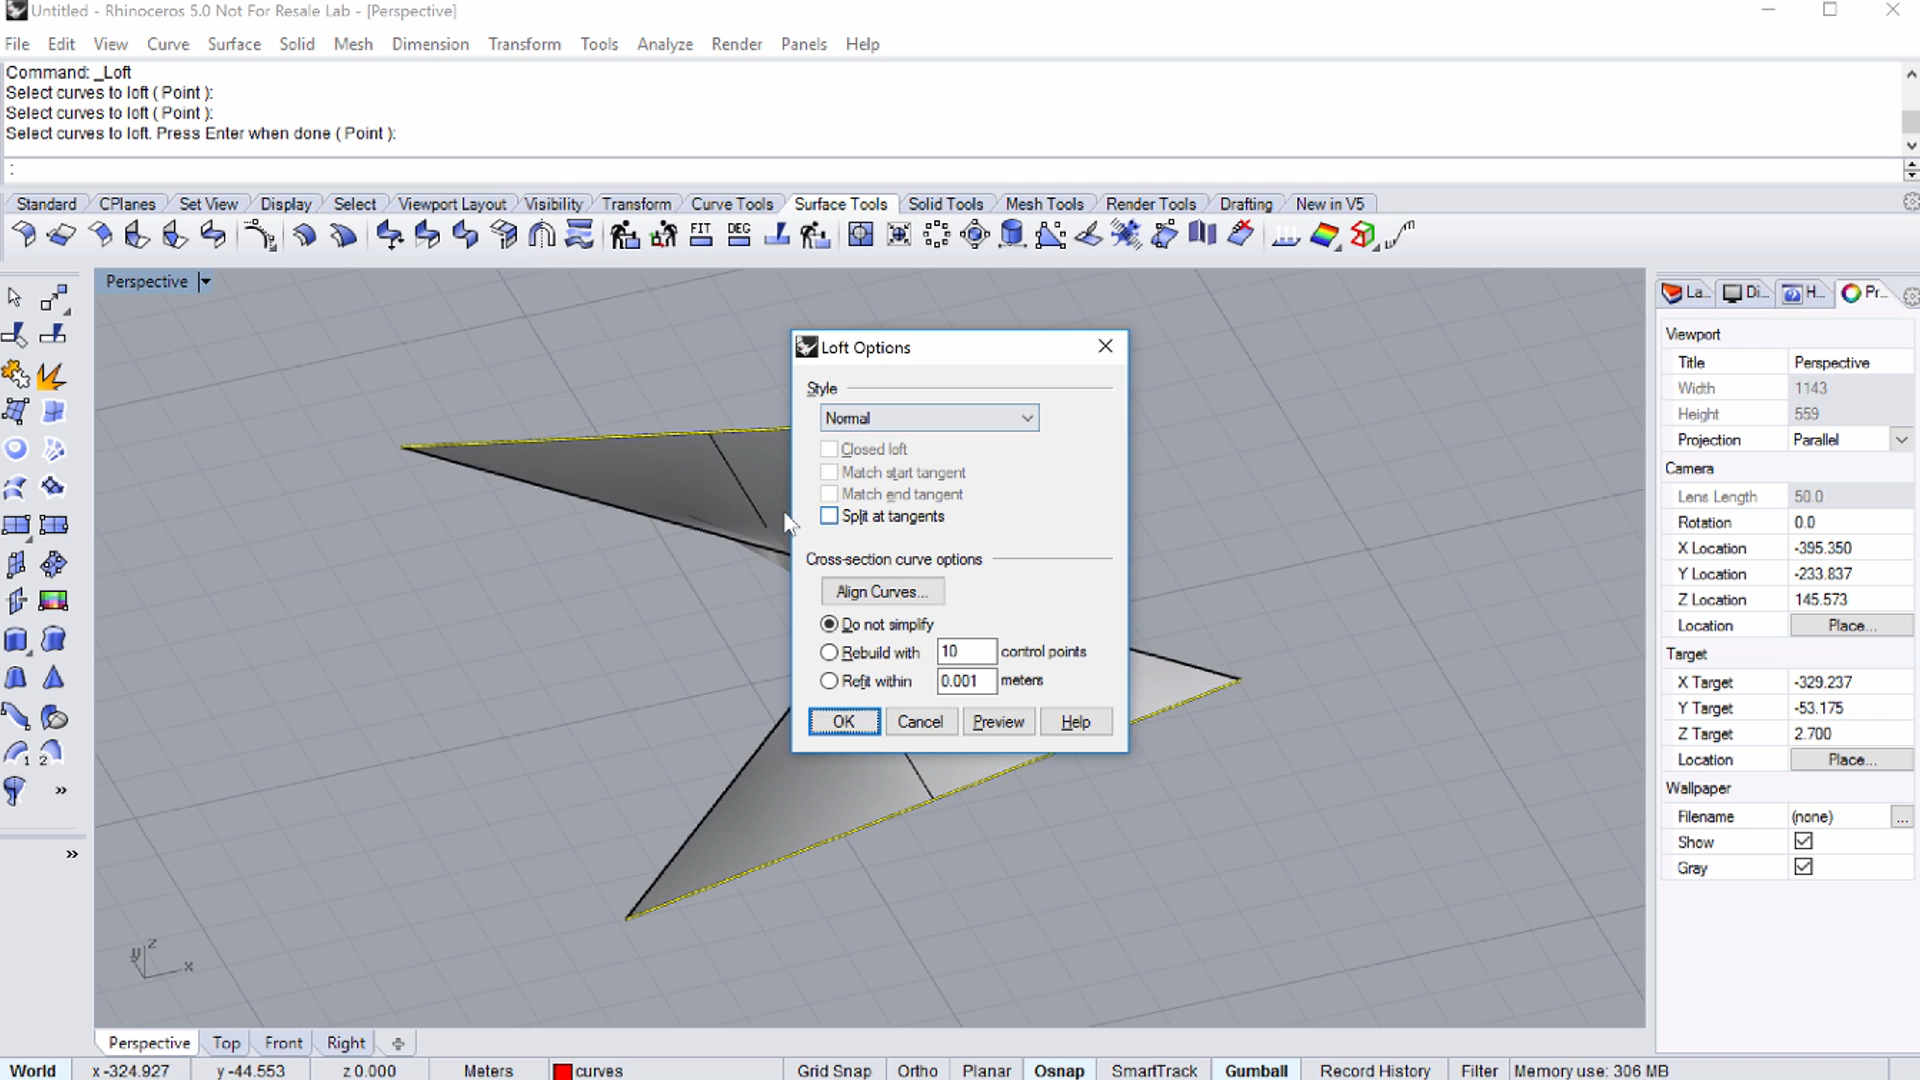 Untitled - Rhinoceros 5.0 Not For Resale Lab - [Perspective]
File Edit View Curve Surface Solid Mesh Dimension Transform Tools Analyze Render Panels Help
Command: _Loft
Select curves to loft ( Point ):
Select curves to loft ( Point ):
Select curves to loft. Press Enter when done ( Point ):
:
Standard CPlanes Set View Display Select Viewport Layout Visibility Transform Curve Tools Surface Tools Solid Tools Mesh Tools Render Tools Drafting New in V5
FIT DEG
Perspective
La... Di... H... Pr...
Loft Options
Style
Normal
Closed loft
Match start tangent
Match end tangent
Split at tangents
Cross-section curve options
Align Curves...
Do not simplify
Rebuild with 10 control points
Refit within 0.001 meters
OK Cancel Preview Help
Viewport
Title Perspective
Width 1143
Height 559
Projection Parallel
Camera
Lens Length 50.0
Rotation 0.0
X Location -395.350
Y Location -233.837
Z Location 145.573
Location Place...
Target
X Target -329.237
Y Target -53.175
Z Target 2.700
Location Place...
Wallpaper
Filename (none) ...
Show
Gray
1 2
z
y
x
Perspective Top Front Right
World x -324.927 y -44.553 z 0.000 Meters curves Grid Snap Ortho Planar Osnap SmartTrack Gumball Record History Filter Memory use: 306 MB